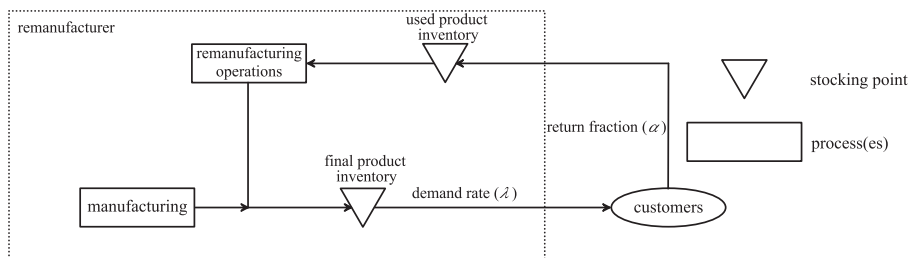 remanufacturer
used product
inventory
remanufacturing
operations
stocking point
return fraction (α)
process(es)
final product
inventory
demand rate (λ)
manufacturing
customers